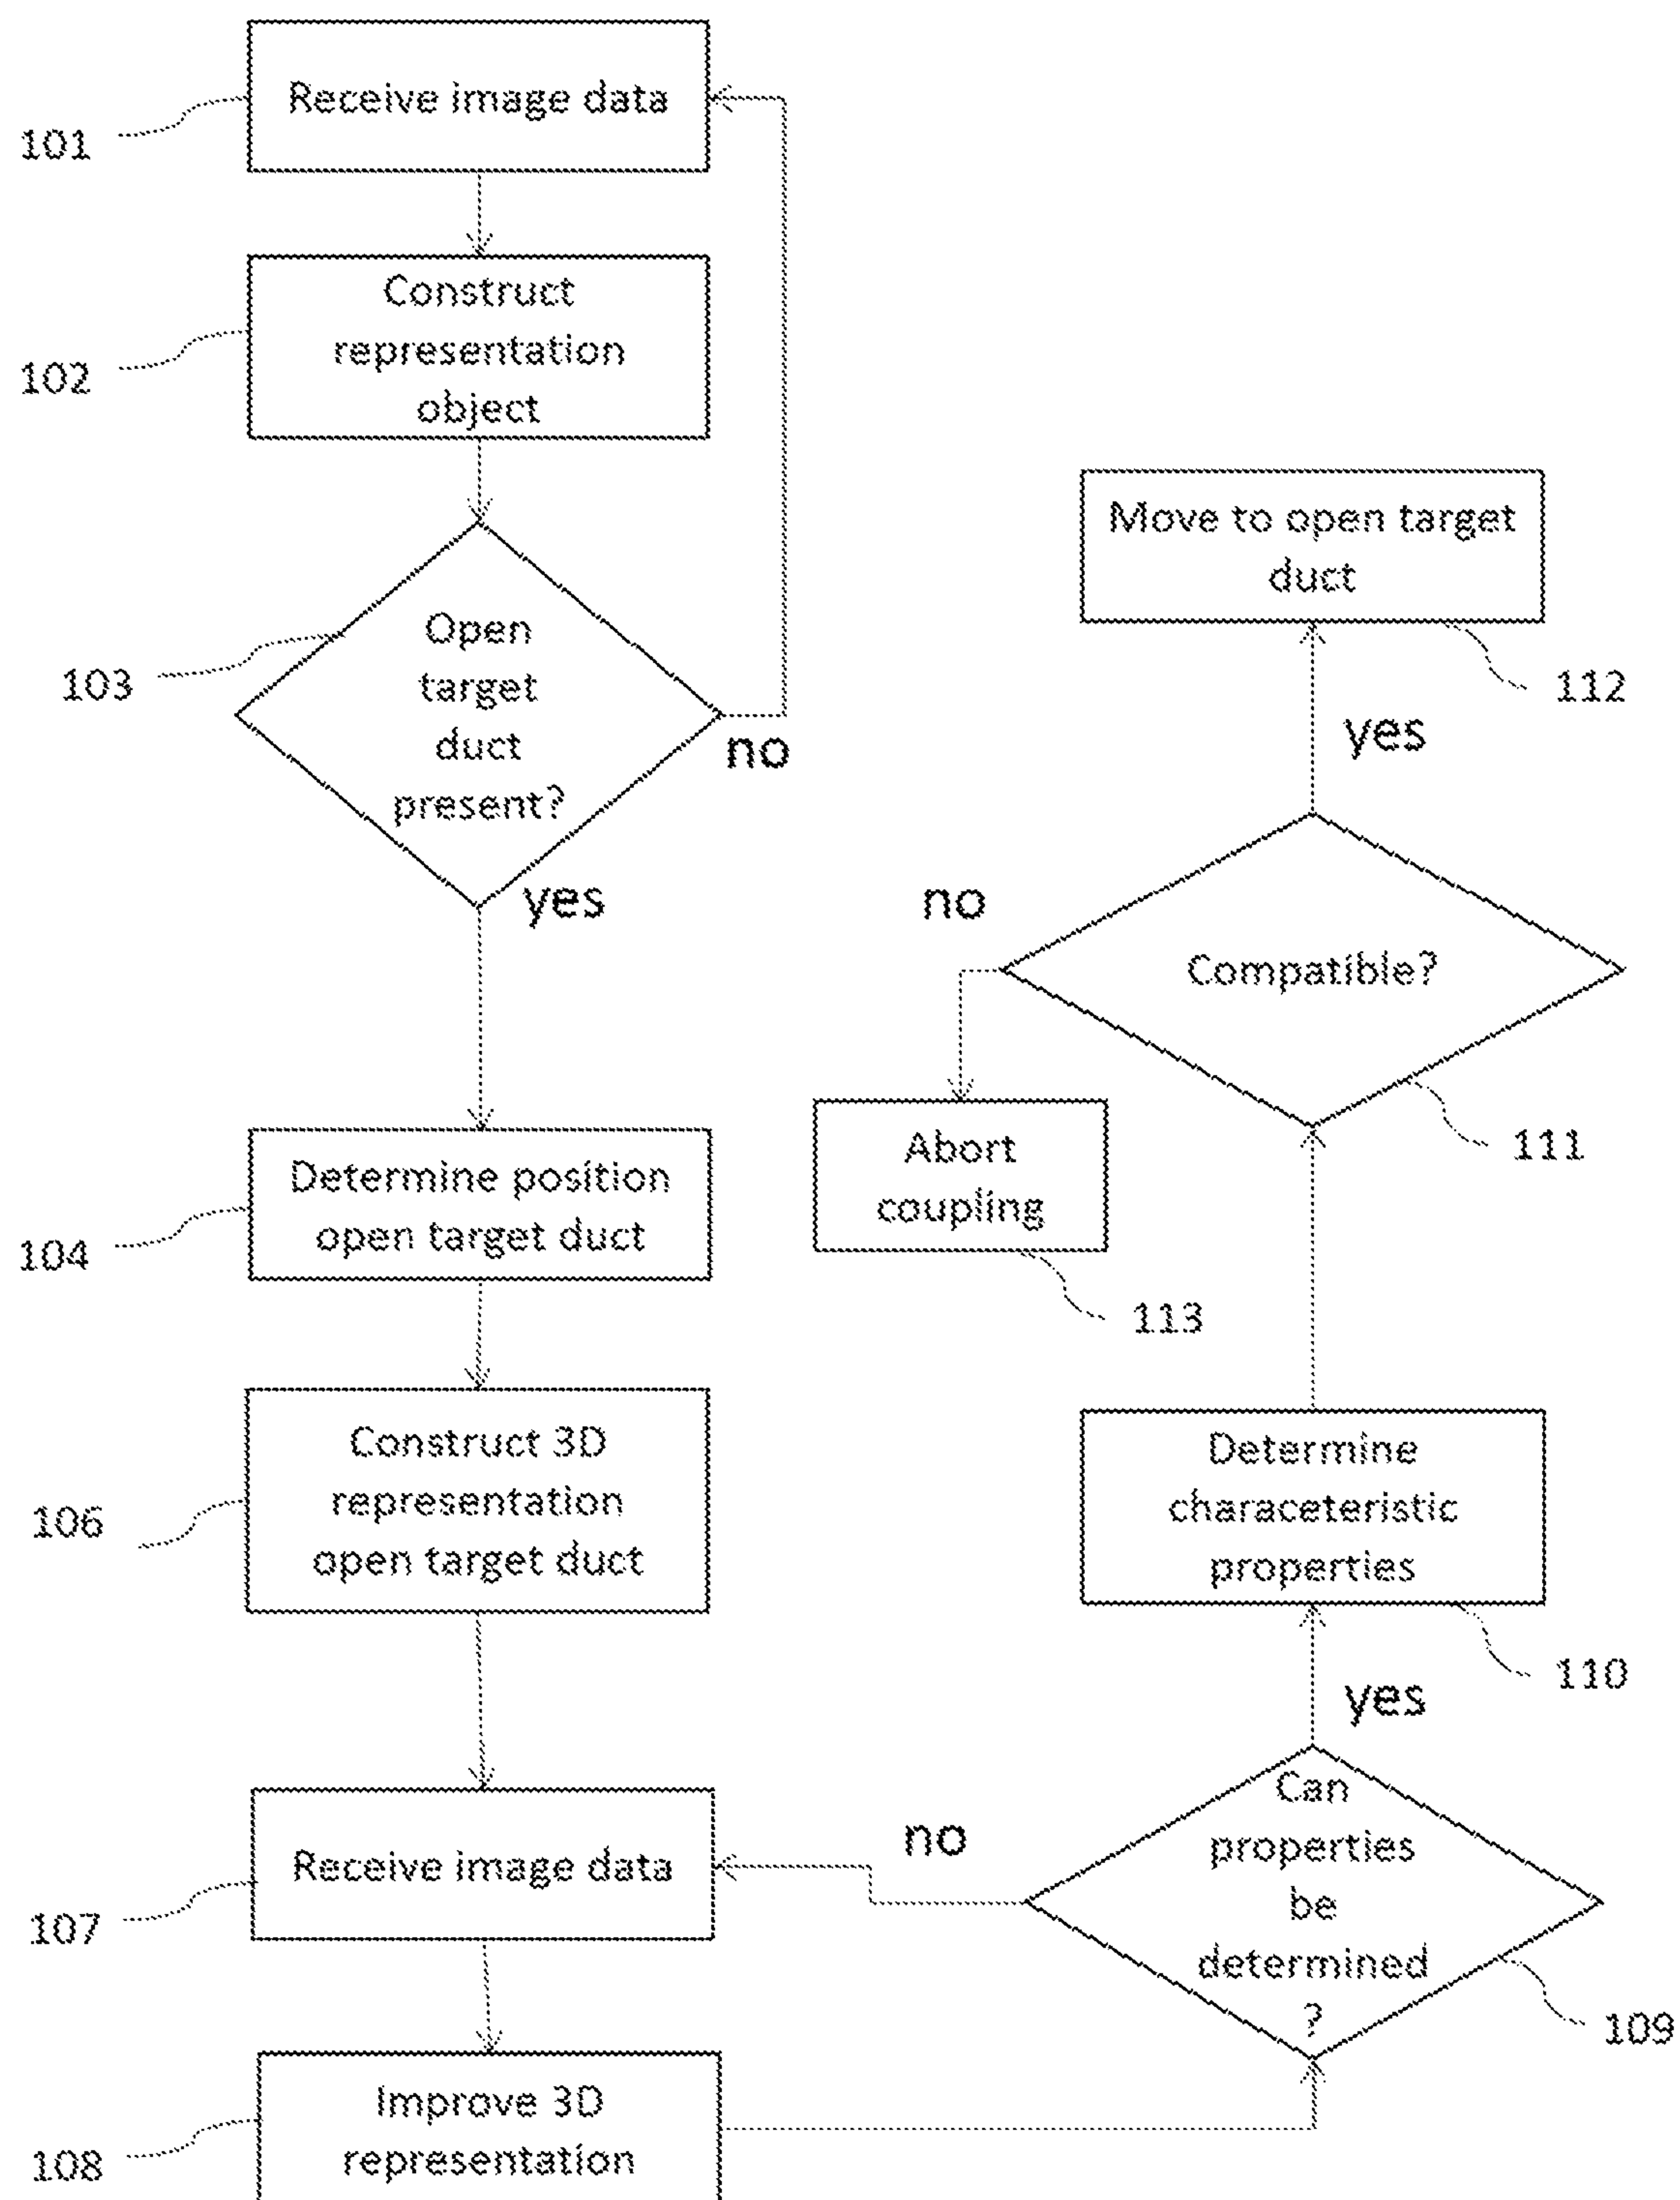 Receive image data
101
Construct
representation
object
102
Open
target
duct
present?
103
no
yes
Determine position
open target duct
104
Construct 3D
representation
open target duct
106
Receive image data
107
Improve 3D
representation
108
Can
properties
be
determined
?
109
no
yes
Determine
characeteristic
properties
110
Compatible?
111
no
Abort
coupling
113
yes
Move to open target
duct
112